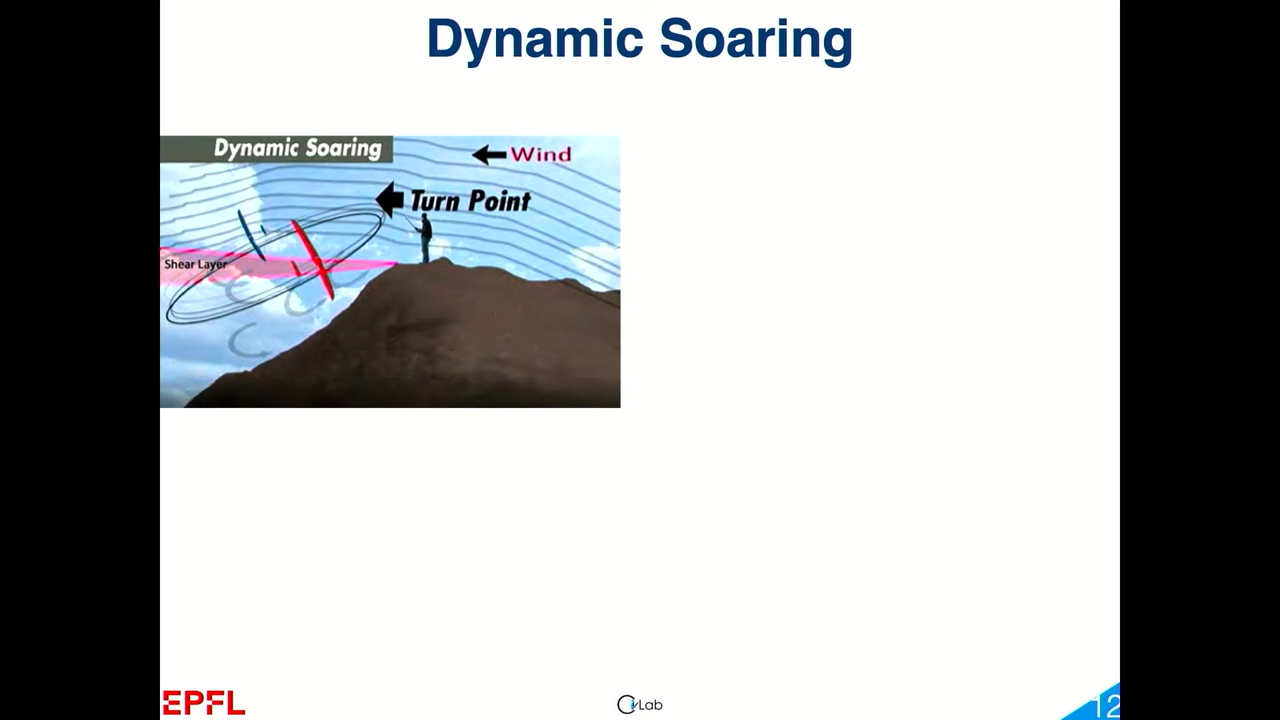 Dynamic Soaring
Dynamic Soaring
Wind
Turn Point
Shear Layer
EPFL
Lab
12